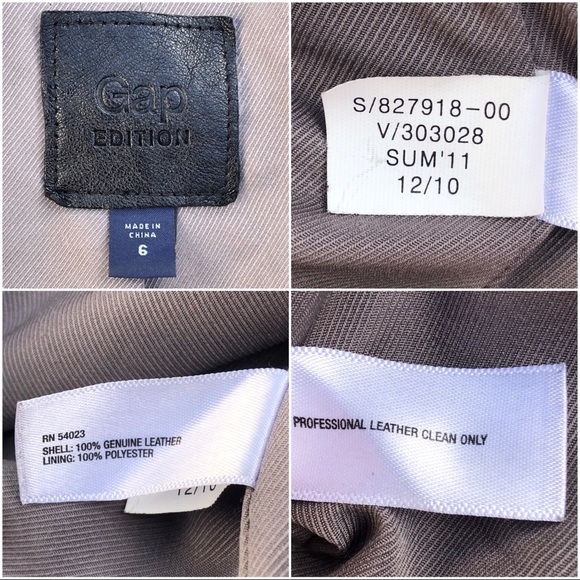 Gap
EDITION
MADE IN
CHINA
6
S/827918-00
V/303028
SUM'11
12/10
RN 54023
SHELL: 100% GENUINE LEATHER
LINING: 100% POLYESTER
12/10
PROFESSIONAL LEATHER CLEAN ONLY